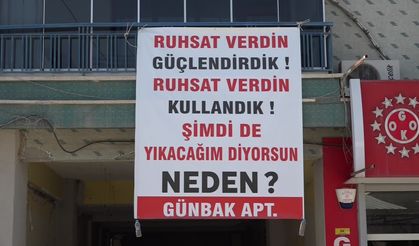 RUHSAT VERDİN
GÜÇLENDİRDİK !
RUHSAT VERDİN
KULLANDIK !
ŞİMDİ DE
YIKACAĞIM DİYORSUN
NEDEN?
GÜNBAK APT.